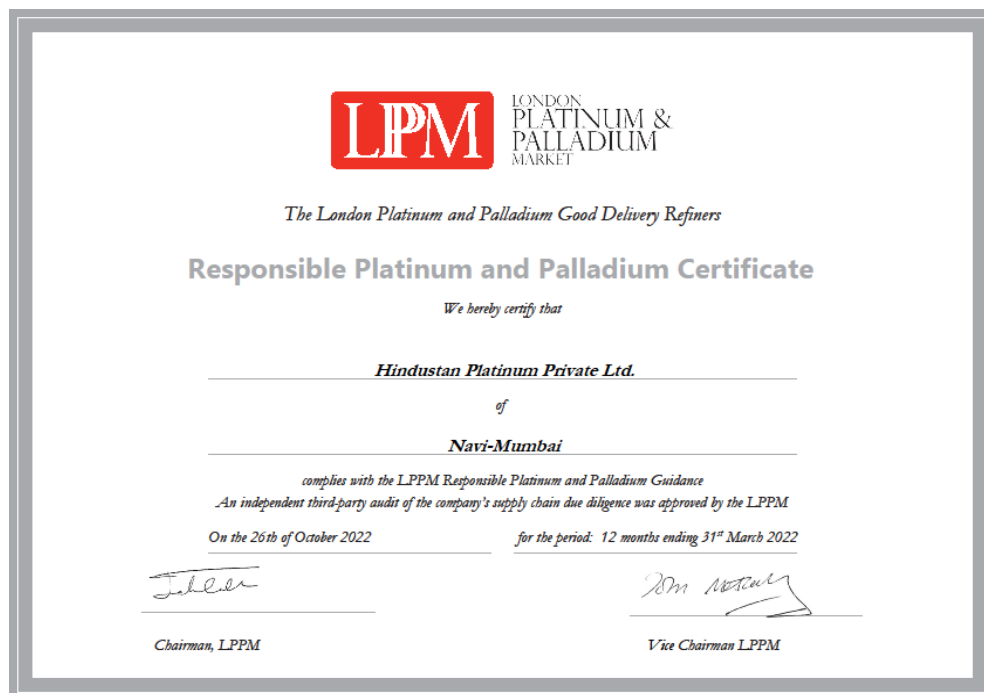 LPPM
LONDON
PLATINUM &
PALLADIUM
MARKET
The London Platinum and Palladium Good Delivery Refiners
Responsible Platinum and Palladium Certificate
We hereby certify that
Hindustan Platinum Private Ltd.
of
Navi-Mumbai
complies with the LPPM Responsible Platinum and Palladium Guidance
An independent third-party audit of the company's supply chain due diligence was approved by the LPPM
On the 26th of October 2022
for the period: 12 months ending 31st March 2022
Chairman, LPPM
Vice Chairman LPPM